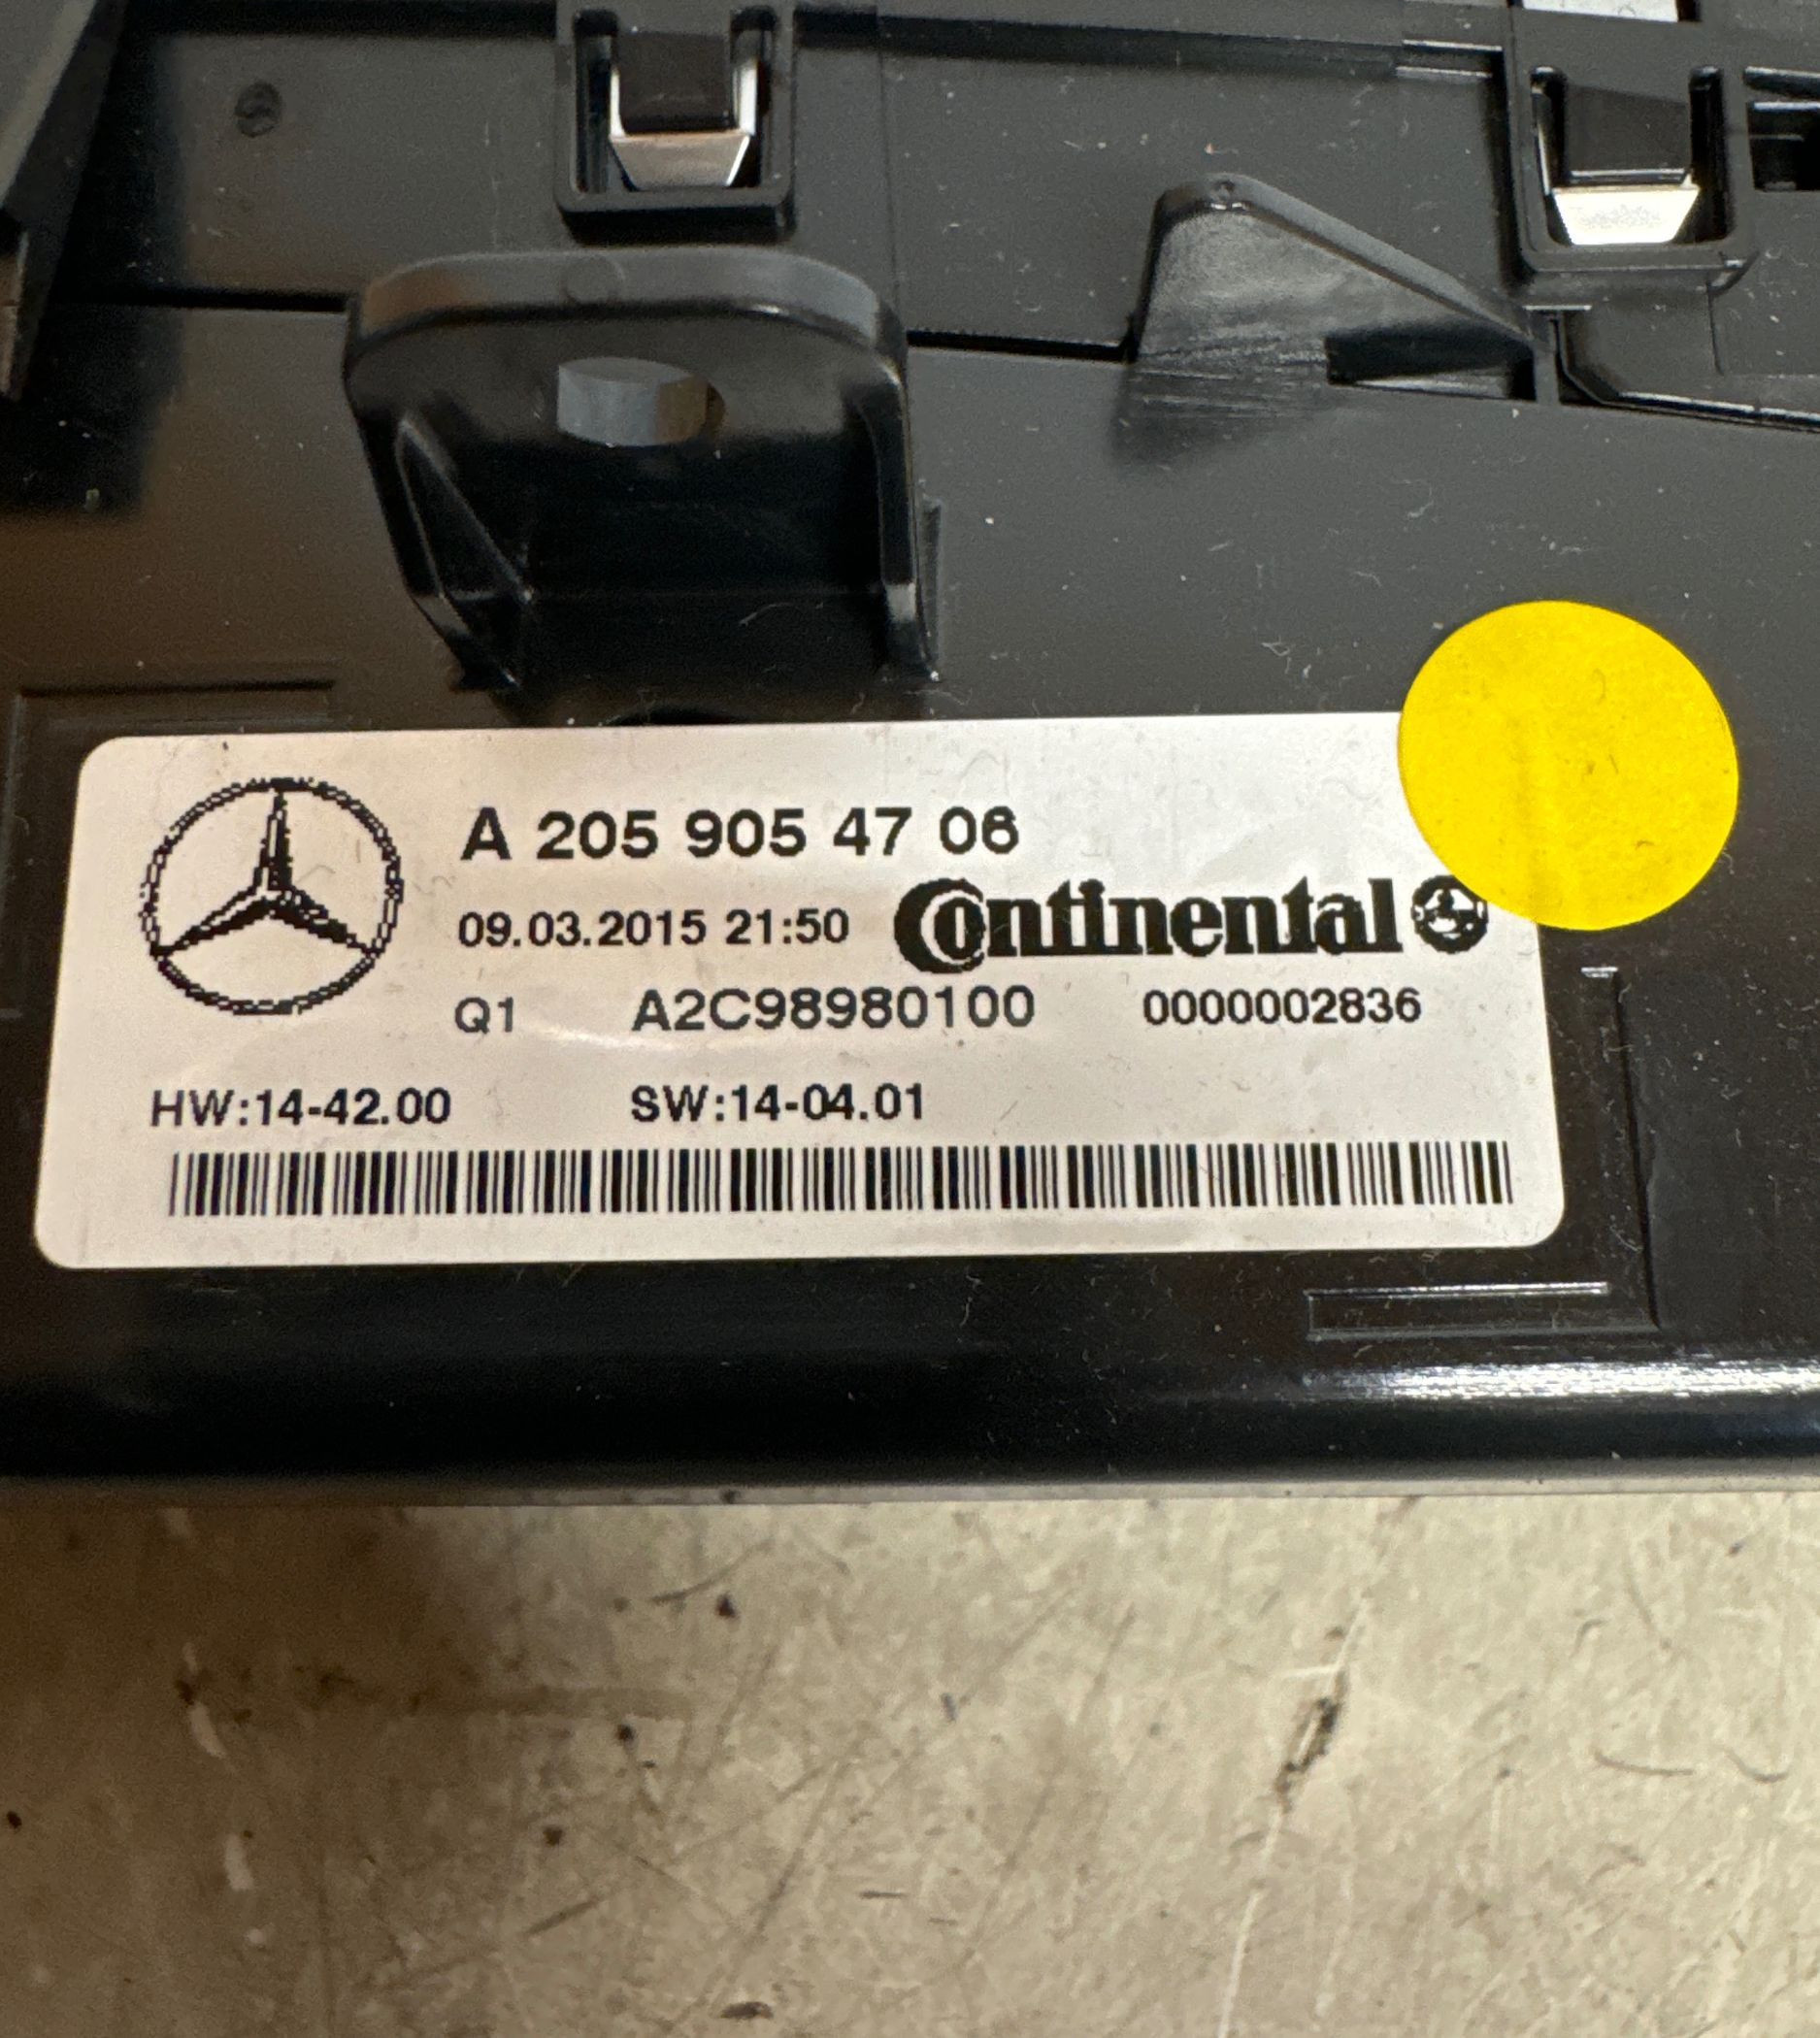 A 205 905 47 06
09.03.2015 21:50 Continental
Q1 A2C98980100 0000002836
HW:14-42.00 SW:14-04.01